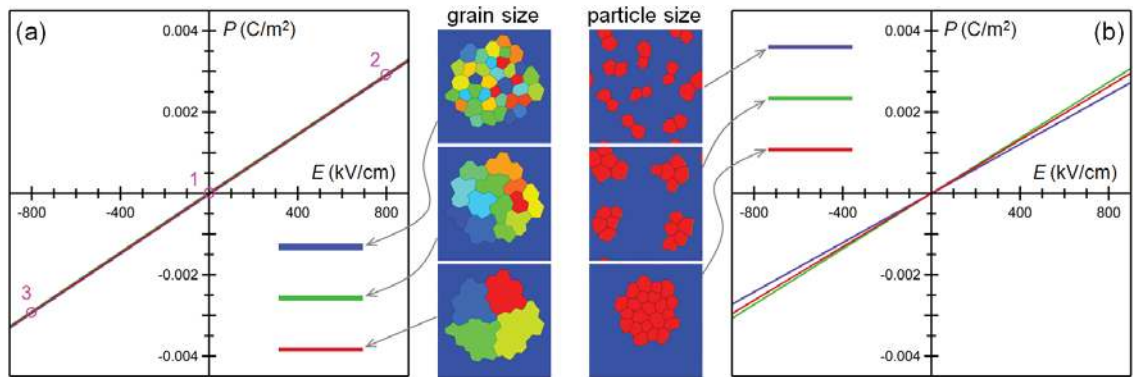 (a)
P (C/m²)
0.004
0.002
2
1
E (kV/cm)
-800
-400
400
800
3
-0.002
-0.004
grain size
particle size
P (C/m²)
(b)
0.004
0.002
E (kV/cm)
-800
-400
400
800
-0.002
-0.004